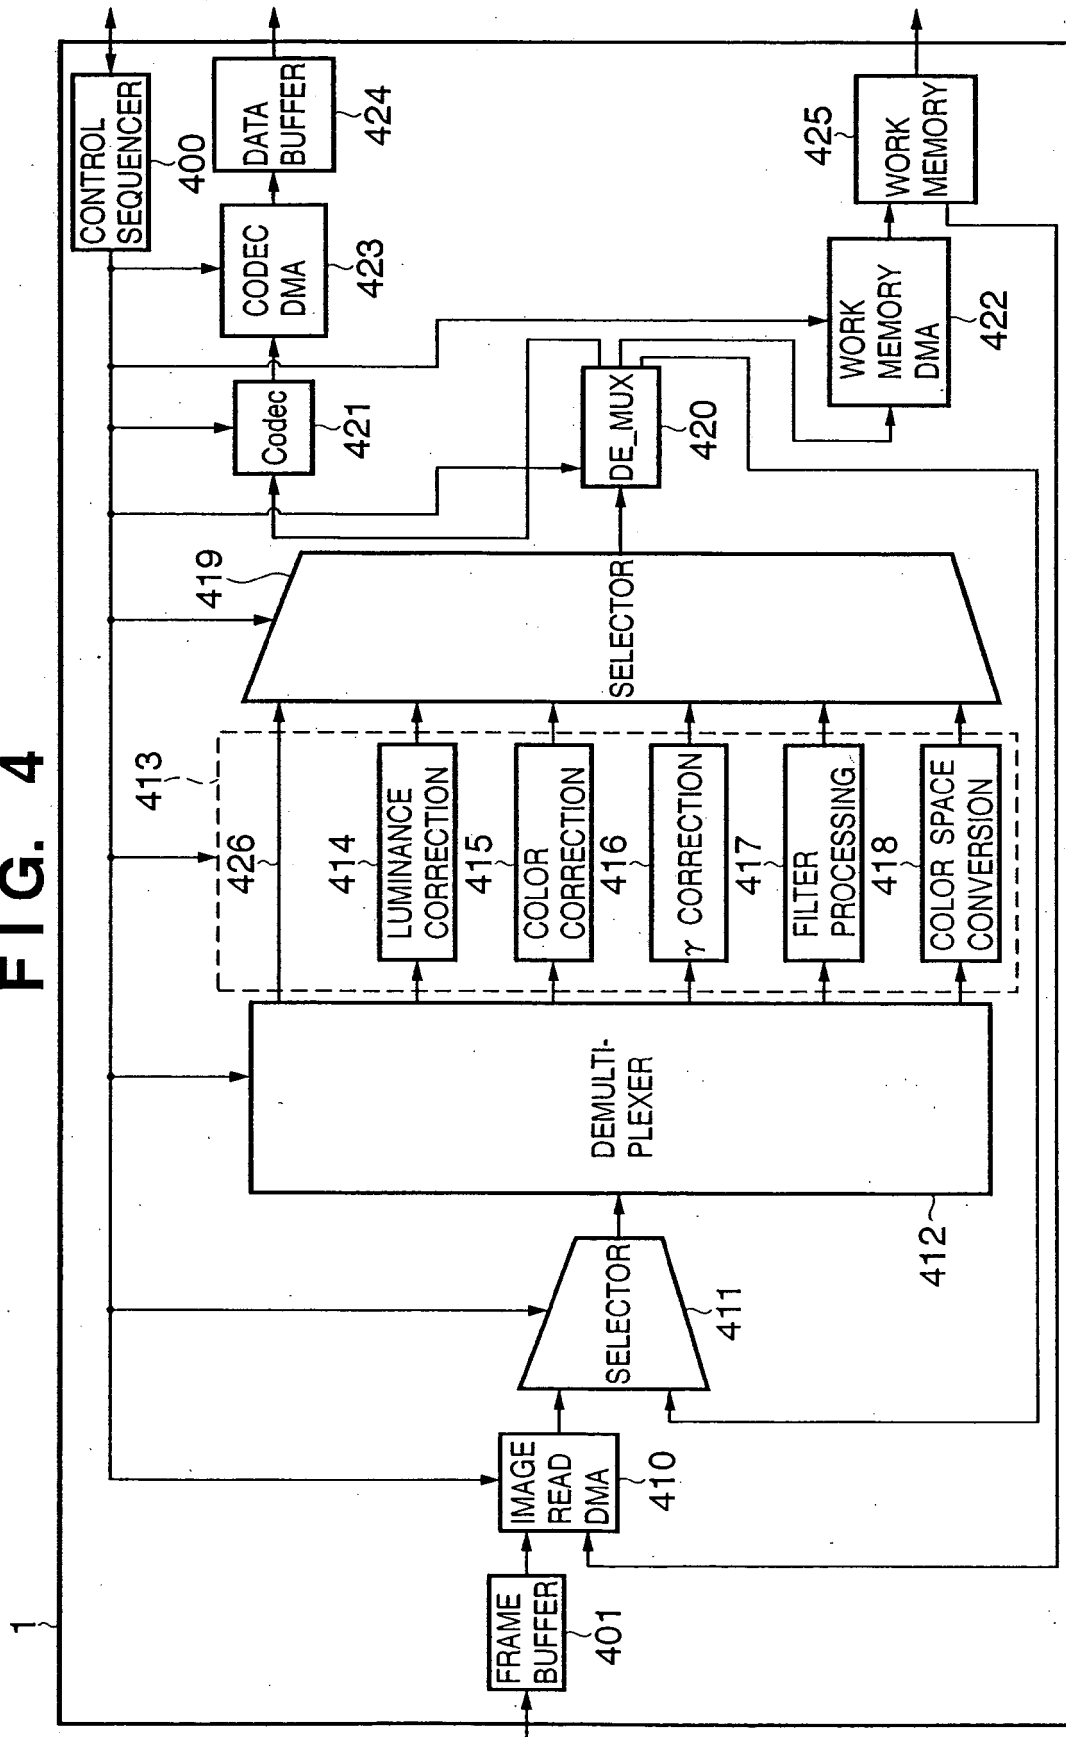 FIG. 4
1
CONTROL
SEQUENCER
400
FRAME
BUFFER
401
IMAGE
READ
DMA
410
SELECTOR
411
DEMULTI-
PLEXER
412
413
426
414
LUMINANCE
CORRECTION
415
COLOR
CORRECTION
416
γ CORRECTION
417
FILTER
PROCESSING
418
COLOR SPACE
CONVERSION
419
SELECTOR
DE_MUX
420
Codec
421
CODEC
DMA
423
DATA
BUFFER
424
WORK
MEMORY
DMA
422
425
WORK
MEMORY